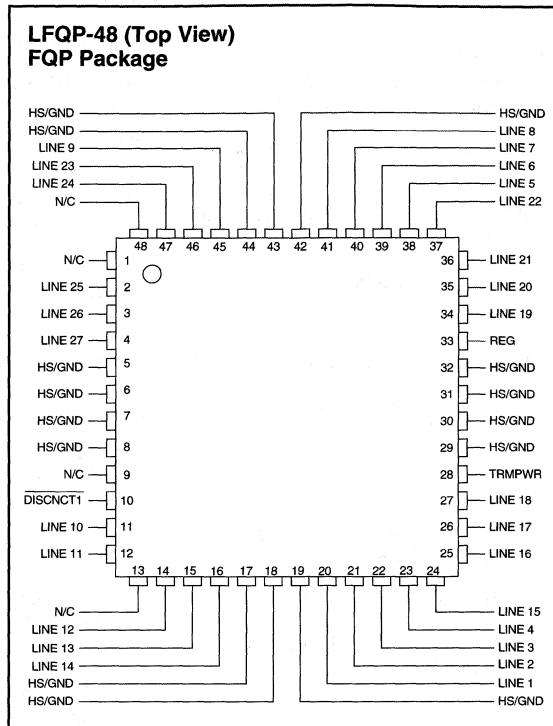 LFQP-48 (Top View)
FQP Package
HS/GND
HS/GND
LINE 9
LINE 23
LINE 24
N/C
HS/GND
LINE 8
LINE 7
LINE 6
LINE 5
LINE 22
48 47 46 45 44 43 42 41 40 39 38 37
N/C 1 36 LINE 21
LINE 25 2 35 LINE 20
LINE 26 3 34 LINE 19
LINE 27 4 33 REG
HS/GND 5 32 HS/GND
HS/GND 6 31 HS/GND
HS/GND 7 30 HS/GND
HS/GND 8 29 HS/GND
N/C 9 28 TRMPWR
DISCNCT1 10 27 LINE 18
LINE 10 11 26 LINE 17
LINE 11 12 25 LINE 16
13 14 15 16 17 18 19 20 21 22 23 24
N/C
LINE 12
LINE 13
LINE 14
HS/GND
HS/GND
LINE 15
LINE 4
LINE 3
LINE 2
LINE 1
HS/GND